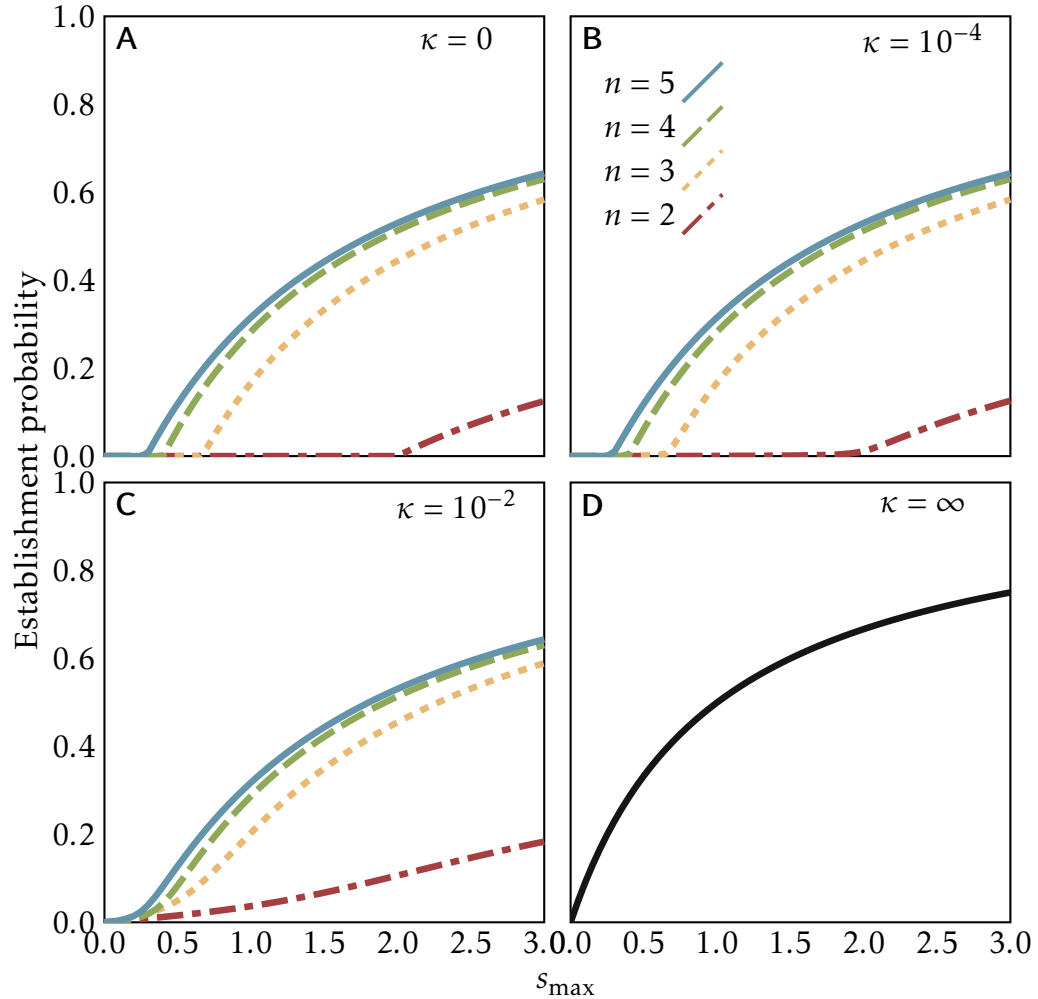 A
κ = 0
B
κ = 10⁻⁴
n = 5
n = 4
n = 3
n = 2
1.0
0.8
0.6
0.4
0.2
0.0
Establishment probability
C
κ = 10⁻²
D
κ = ∞
1.0
0.8
0.6
0.4
0.2
0.0
0.0 0.5 1.0 1.5 2.0 2.5 3.0
0.0 0.5 1.0 1.5 2.0 2.5 3.0
s_max